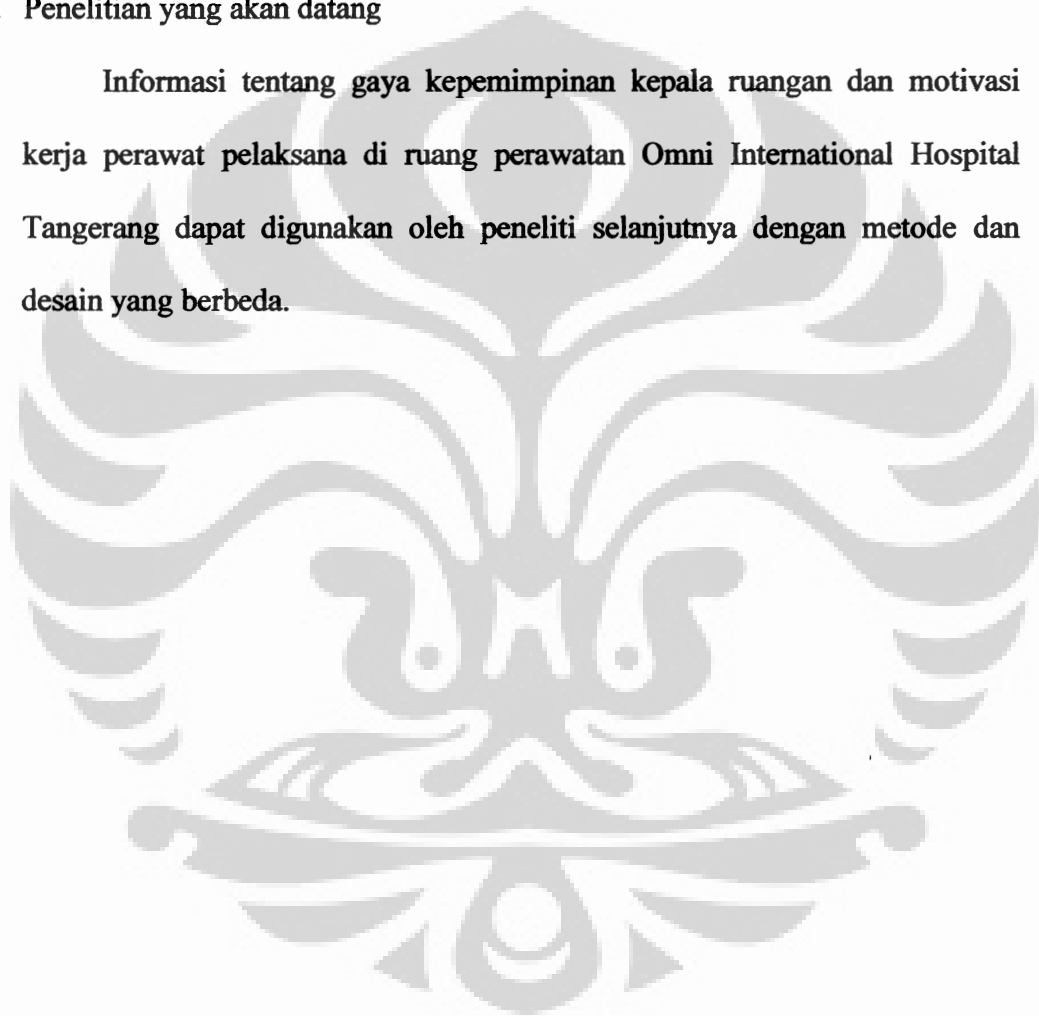 Penelitian yang akan datang
Informasi tentang gaya kepemimpinan kepala ruangan dan motivasi
kerja perawat pelaksana di ruang perawatan Omni International Hospital
Tangerang dapat digunakan oleh peneliti selanjutnya dengan metode dan
desain yang berbeda.